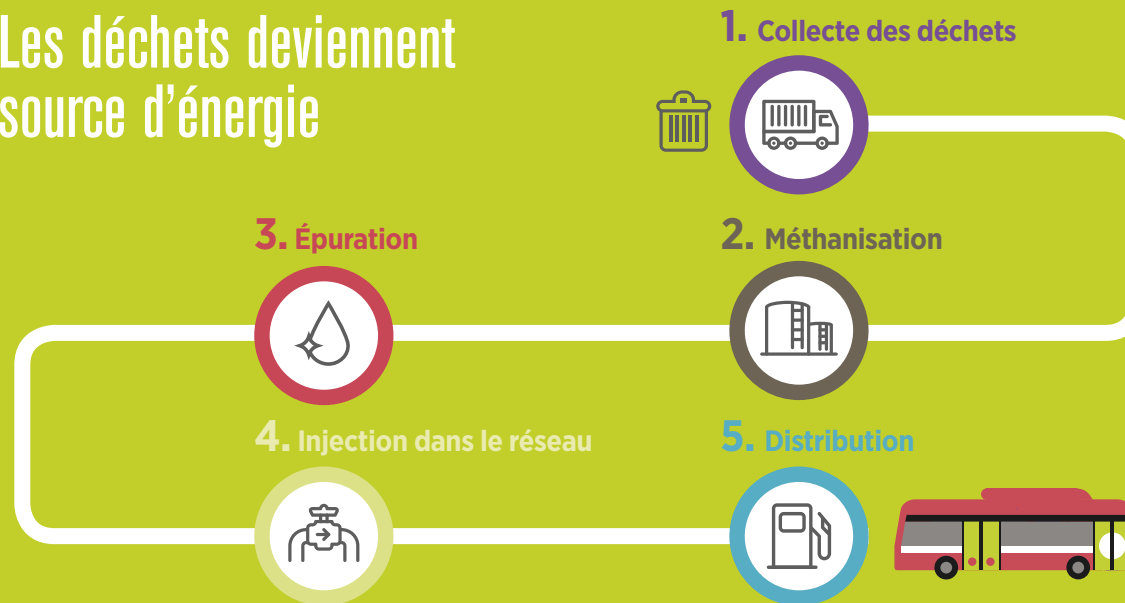 Les déchets deviennent
source d’énergie
1. Collecte des déchets
2. Méthanisation
3. Épuration
4. Injection dans le réseau
5. Distribution